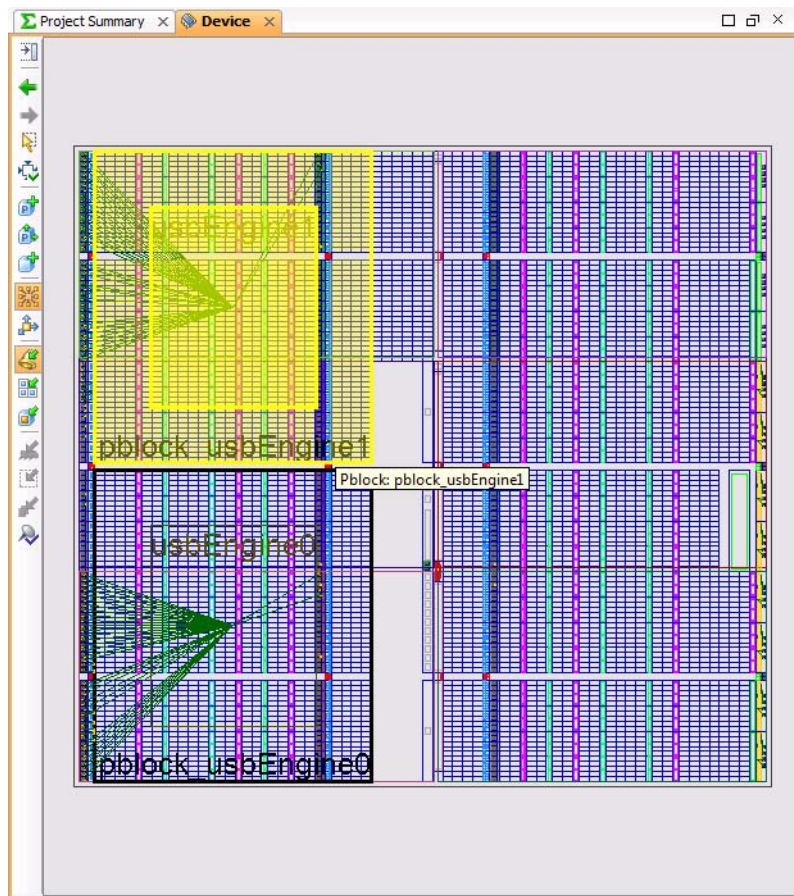 Project Summary
Device
usbEngine1
pblock_usbEngine1
Pblock: pblock_usbEngine1
usbEngine0
pblock_usbEngine0